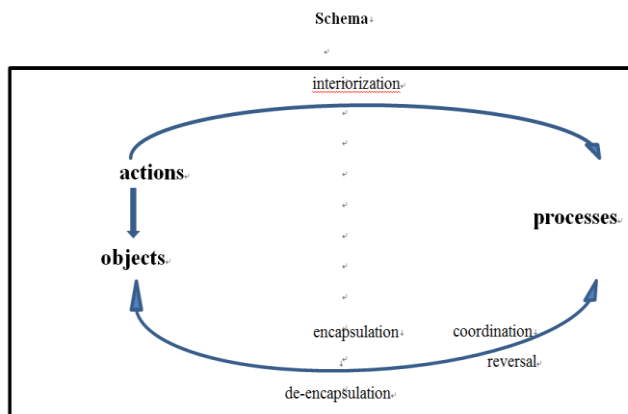 Schema
interiorization
actions
processes
objects
encapsulation
coordination
reversal
de-encapsulation